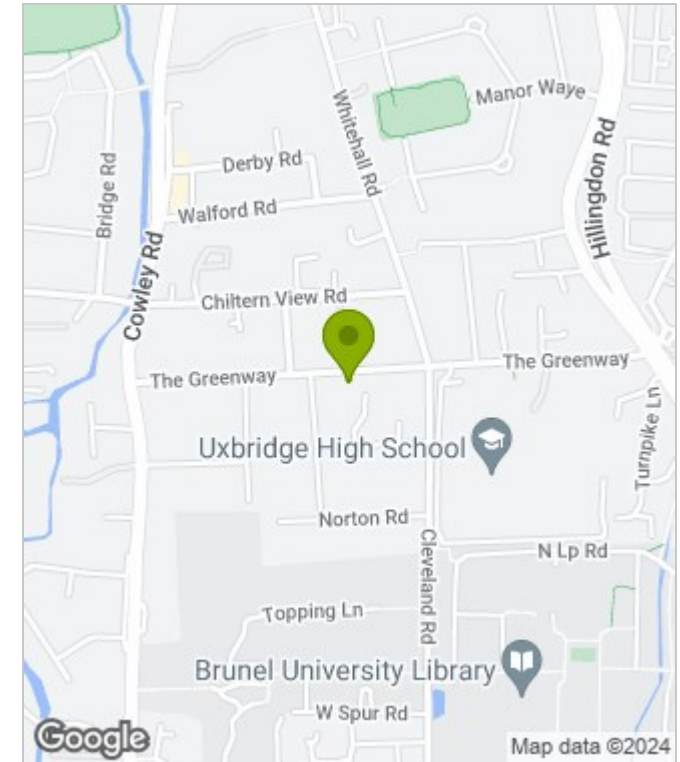 Manor Waye
Whitehall Rd
Hillingdon Rd
Derby Rd
Bridge Rd
Walford Rd
Cowley Rd
Chiltern View Rd
The Greenway
The Greenway
Turnpike Ln
Uxbridge High School
Norton Rd
Cleveland Rd
N Lp Rd
Topping Ln
Brunel University Library
W Spur Rd
Google
Map data ©2024